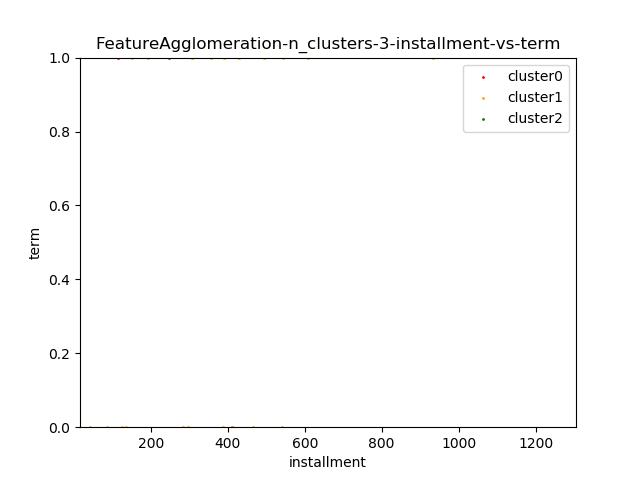 FeatureAgglomeration-n_clusters-3-installment-vs-term
1.0
cluster0
cluster1
cluster2
0.8
0.6
term
0.4
0.2
0.0
200 400 600 800 1000 1200
installment